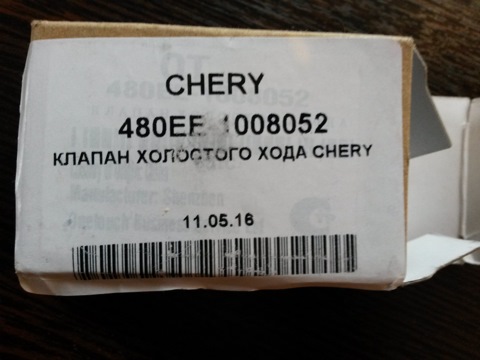 CHERY
480EE-1008052
КЛАПАН ХОЛОСТОГО ХОДА CHERY
11.05.16